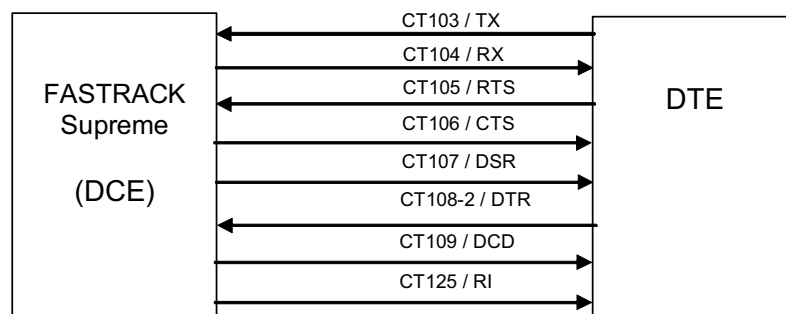 CT103 / TX
CT104 / RX
CT105 / RTS
CT106 / CTS
CT107 / DSR
CT108-2 / DTR
CT109 / DCD
CT125 / RI
FASTRACK
Supreme
(DCE)
DTE